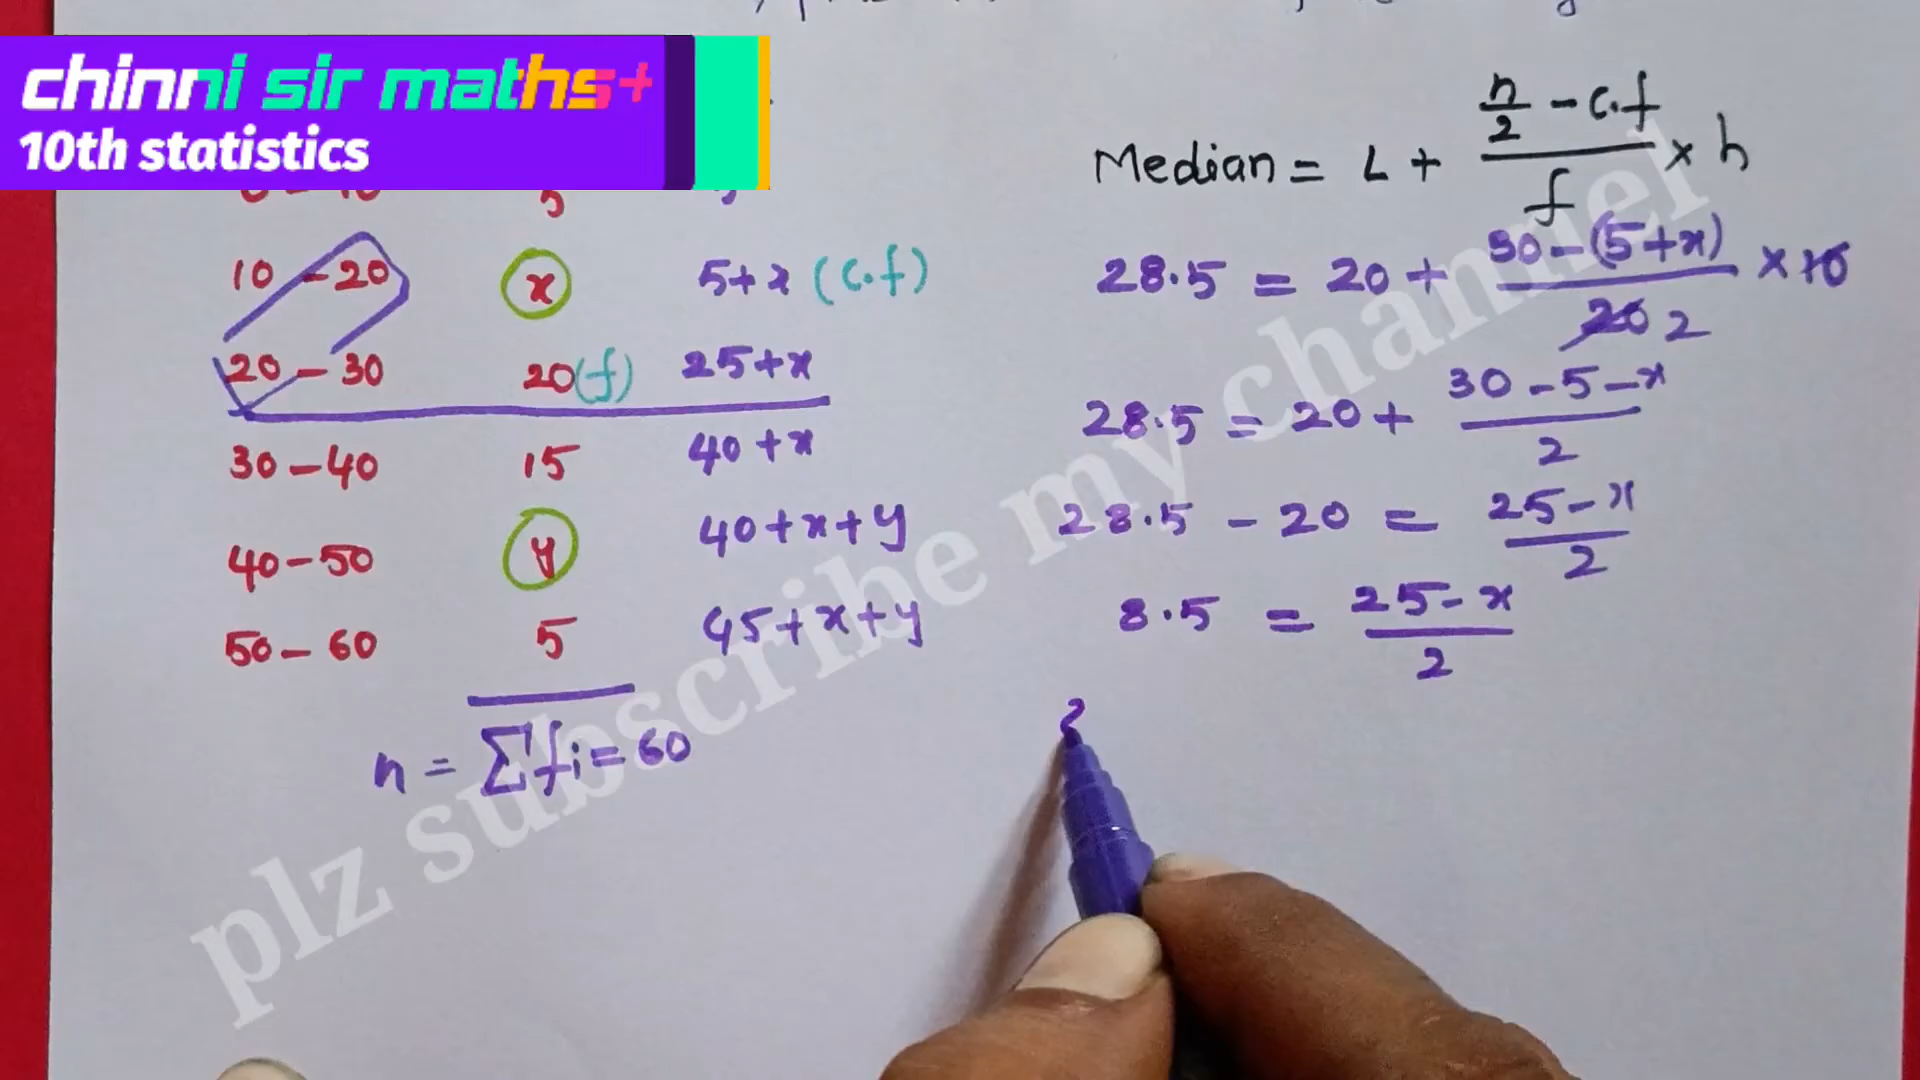 chinni sir maths+
10th statistics
10 - 20 x 5+x (c.f)
20 - 30 20(f) 25+x
30 - 40 15 40+x
40 - 50 y 40+x+y
50 - 60 5 45+x+y
n = Σfi = 60
Median = L + (n/2 - c.f)/f × h
28.5 = 20 + (30 - (5+x))/20 2 × 10
28.5 = 20 + (30 - 5 - x)/2
28.5 - 20 = (25 - x)/2
8.5 = (25 - x)/2
plz subscribe my channel